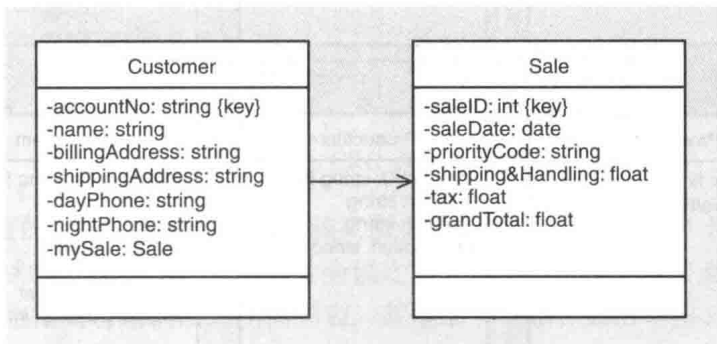 Customer
-accountNo: string {key}
-name: string
-billingAddress: string
-shippingAddress: string
-dayPhone: string
-nightPhone: string
-mySale: Sale
Sale
-saleID: int {key}
-saleDate: date
-priorityCode: string
-shipping&Handling: float
-tax: float
-grandTotal: float